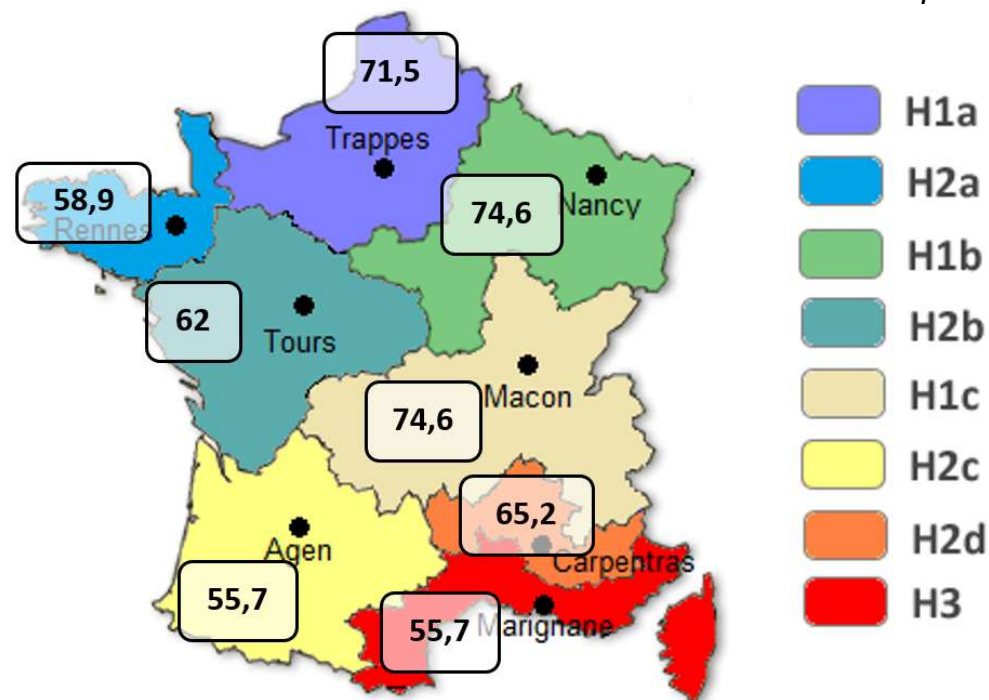 71,5
Trappes
58,9
Rennes
74,6
Nancy
62
Tours
Macon
74,6
65,2
Carpentras
Agen
55,7
55,7
Marignane
H1a
H2a
H1b
H2b
H1c
H2c
H2d
H3